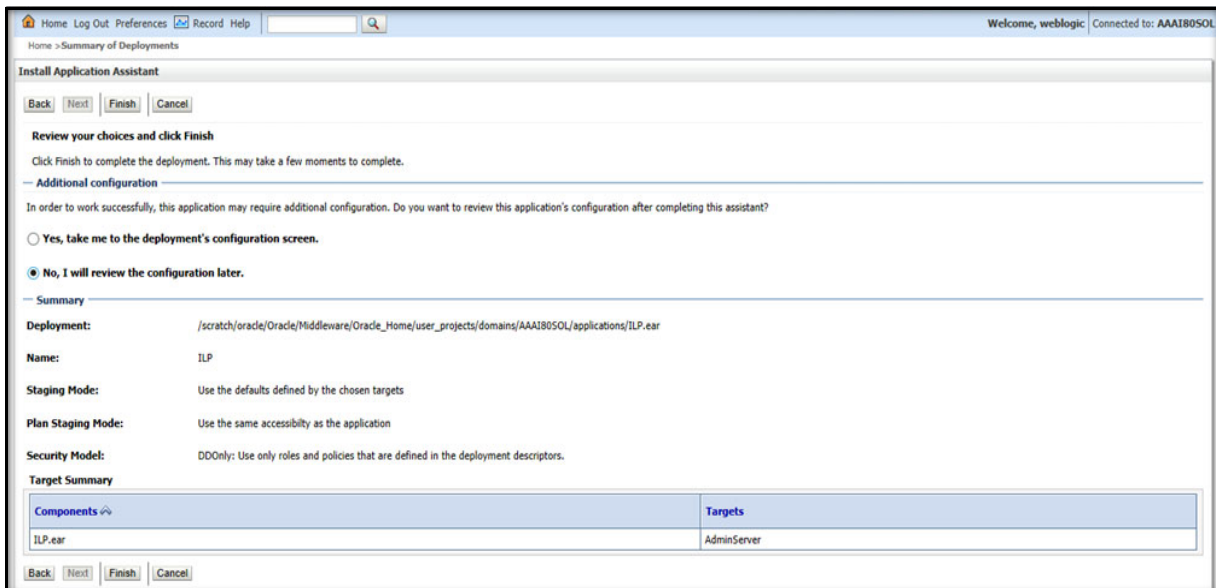 Home Log Out Preferences Record Help Welcome, weblogic Connected to: AAAI80SOL
Home >Summary of Deployments
Install Application Assistant
Back Next Finish Cancel
Review your choices and click Finish
Click Finish to complete the deployment. This may take a few moments to complete.
Additional configuration
In order to work successfully, this application may require additional configuration. Do you want to review this application's configuration after completing this assistant?
Yes, take me to the deployment's configuration screen.
No, I will review the configuration later.
Summary
Deployment: /scratch/oracle/Oracle/Middleware/Oracle_Home/user_projects/domains/AAAI80SOL/applications/ILP.ear
Name: ILP
Staging Mode: Use the defaults defined by the chosen targets
Plan Staging Mode: Use the same accessibilty as the application
Security Model: DDOnly: Use only roles and policies that are defined in the deployment descriptors.
Target Summary
Components Targets
ILP.ear AdminServer
Back Next Finish Cancel